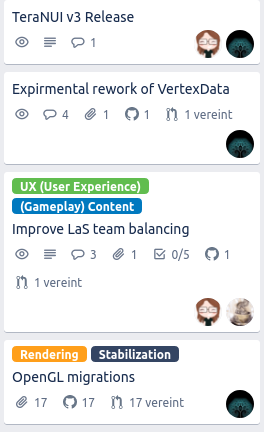 TeraNUI v3 Release
1
Expirmental rework of VertexData
4 1 1 1 vereint
UX (User Experience)
(Gameplay) Content
Improve LaS team balancing
3 1 0/5 1
1 vereint
Rendering Stabilization
OpenGL migrations
17 17 17 vereint